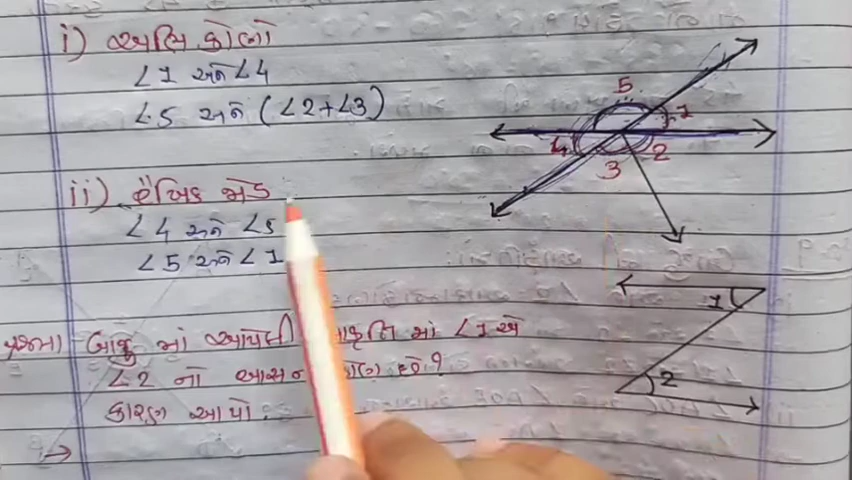 i) અભિ કોણો
∠1 અને ∠4
∠5 અને (∠2+∠3)
ii) રૈખિક જોડ
∠4 અને ∠5
∠5 અને ∠1
પ્રશ્ન। બાજુ માં આપેલી આકૃતિ માં ∠1 એ
∠2 નો
કારણ આપો.
→
5
1
4
2
3
1
2